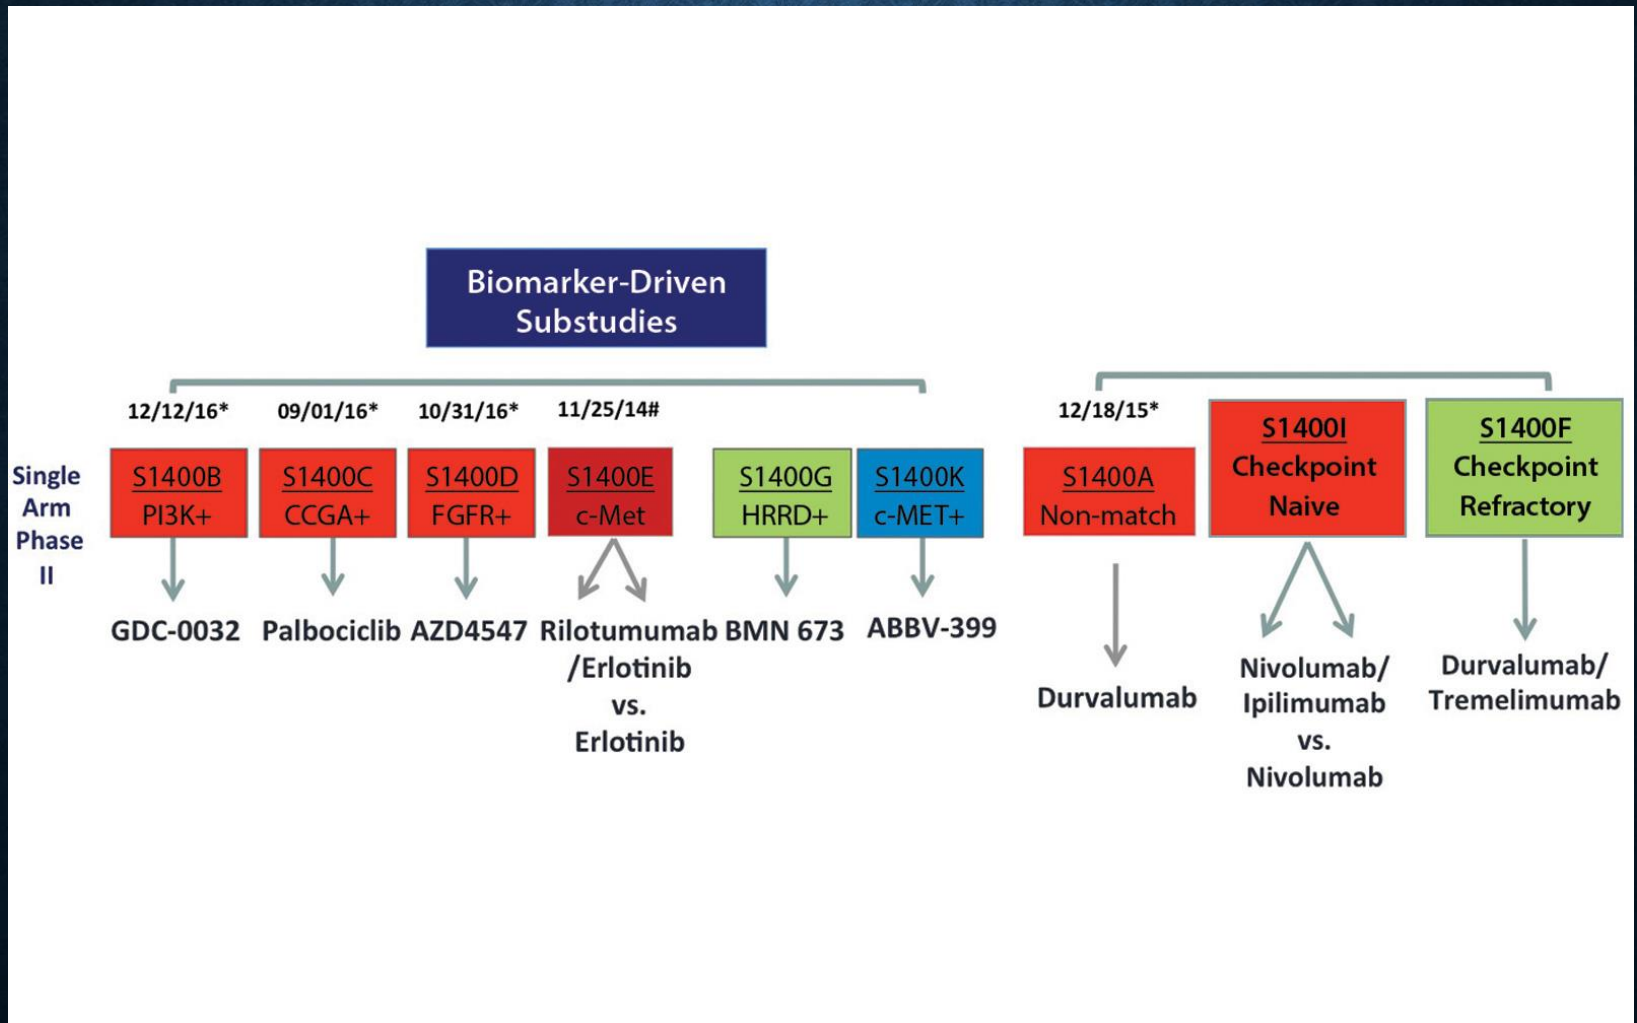 Biomarker-Driven
Substudies
12/12/16*
09/01/16*
10/31/16*
11/25/14#
12/18/15*
Single
Arm
Phase
II
S1400B
PI3K+
S1400C
CCGA+
S1400D
FGFR+
S1400E
c-Met
S1400G
HRRD+
S1400K
c-MET+
S1400A
Non-match
S1400I
Checkpoint
Naive
S1400F
Checkpoint
Refractory
GDC-0032
Palbociclib
AZD4547
Rilotumumab
/Erlotinib
vs.
Erlotinib
BMN 673
ABBV-399
Durvalumab
Nivolumab/
Ipilimumab
vs.
Nivolumab
Durvalumab/
Tremelimumab